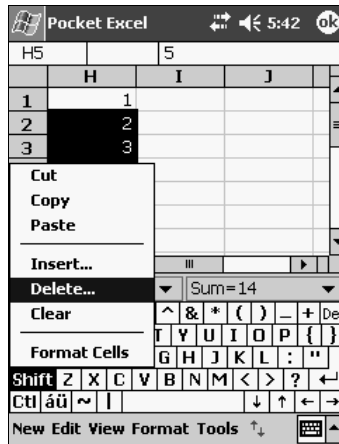 Pocket Excel 5:42 ok
H5 5
H I J
1 1
2 2
3 3
Cut
Copy
Paste
Insert...
Delete... Sum=14
Clear ^ & * ( ) _ + De
T Y U I O P { }
Format Cells G H J K L : "
Shift Z X C V B N M < > ? ↵
Ctl áü ~ | ↓ ↑ ← →
New Edit View Format Tools